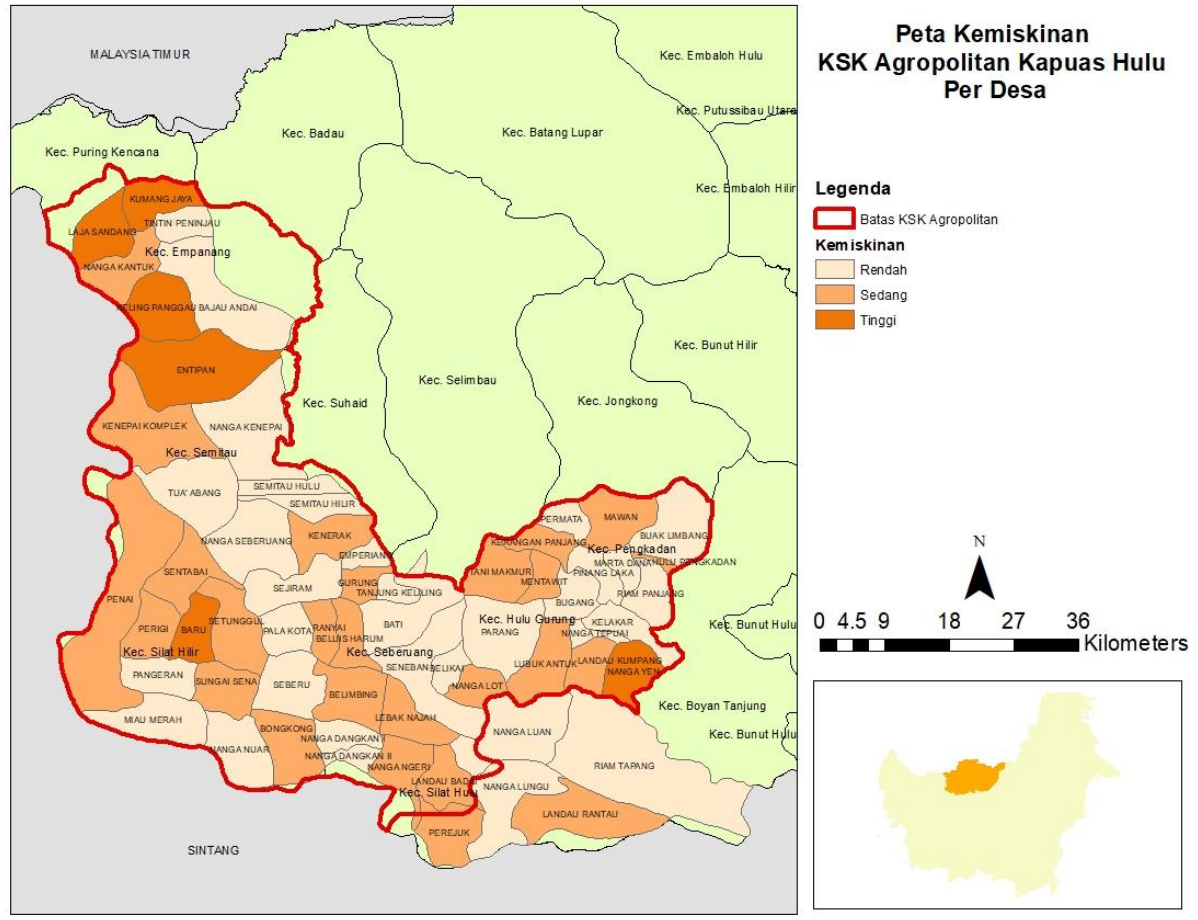 Peta Kemiskinan
KSK Agropolitan Kapuas Hulu
Per Desa
MALAYSIA TIMUR
Kec. Embaloh Hulu
Kec. Putussibau Utara
Kec. Badau
Kec. Batang Lupar
Kec. Puring Kencana
Kec. Embaloh Hilir
KUMANG JAYA
TINTIN PENINJAU
LAJA SANDANG
Kec. Empanang
NANGA KANTUK
KELING PANGGAU
BAJAU ANDAI
Kec. Bunut Hilir
ENTIPAN
Kec. Selimbau
Kec. Suhaid
Kec. Jongkong
KENEPAI KOMPLEK
NANGA KENEPAI
Kec. Semitau
TUA' ABANG
SEMITAU HULU
SEMITAU HILIR
PERMATA
MAWAN
NANGA SEBERUANG
KENERAK
BUAK LIMBANG
KERANGAN PANJANG
Kec. Pengkadan
EMPERIANG
MARTA DANA
HULU PENGKADAN
SENTABAI
TANI MAKMUR
MENTAWIT
PINANG LAKA
SEJIRAM
GURUNG
TANJUNG KELILING
PENAI
BUGANG
RIAM PANJANG
SETUNGGUL
PERIGI
BARU
PALA KOTA
RANYAI
BATI
Kec. Hulu Gurung
KELAKAR
Kec. Bunut Hulu
PARANG
NANGA TEPUAI
BELUIS HARUM
Kec. Silat Hilir
Kec. Seberuang
SENEBAN
BELIKAI
LUBUK ANTUK
LANDAU KUMPANG
NANGA YEN
PANGERAN
SUNGAI SENA
SEBERU
NANGA LOT
BELIMBING
Kec. Boyan Tanjung
MIAU MERAH
BONGKONG
LEBAK NAJAH
NANGA LUAN
Kec. Bunut Hulu
NANGA NUAR
NANGA DANGKAN I
NANGA DANGKAN II
NANGA NGERI
RIAM TAPANG
LANDAU BADAI
NANGA LUNGU
Kec. Silat Hulu
LANDAU RANTAU
PEREJUK
SINTANG
Legenda
Batas KSK Agropolitan
Kemiskinan
Rendah
Sedang
Tinggi
N
0 4.5 9 18 27 36
Kilometers